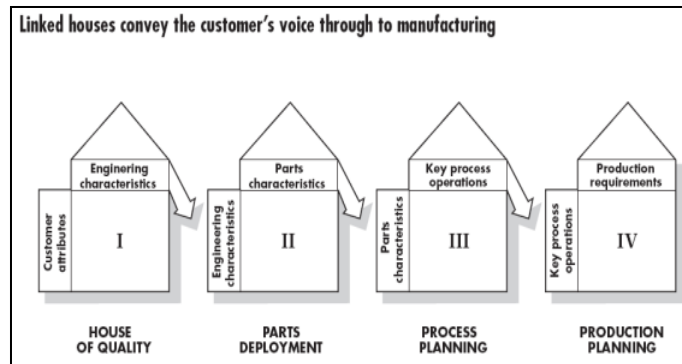 Linked houses convey the customer's voice through to manufacturing
Enginering
characteristics
Customer
attributes
I
HOUSE
OF QUALITY
Parts
characteristics
Engineering
characteristics
II
PARTS
DEPLOYMENT
Key process
operations
Parts
characteristics
III
PROCESS
PLANNING
Production
requirements
Key process
operations
IV
PRODUCTION
PLANNING